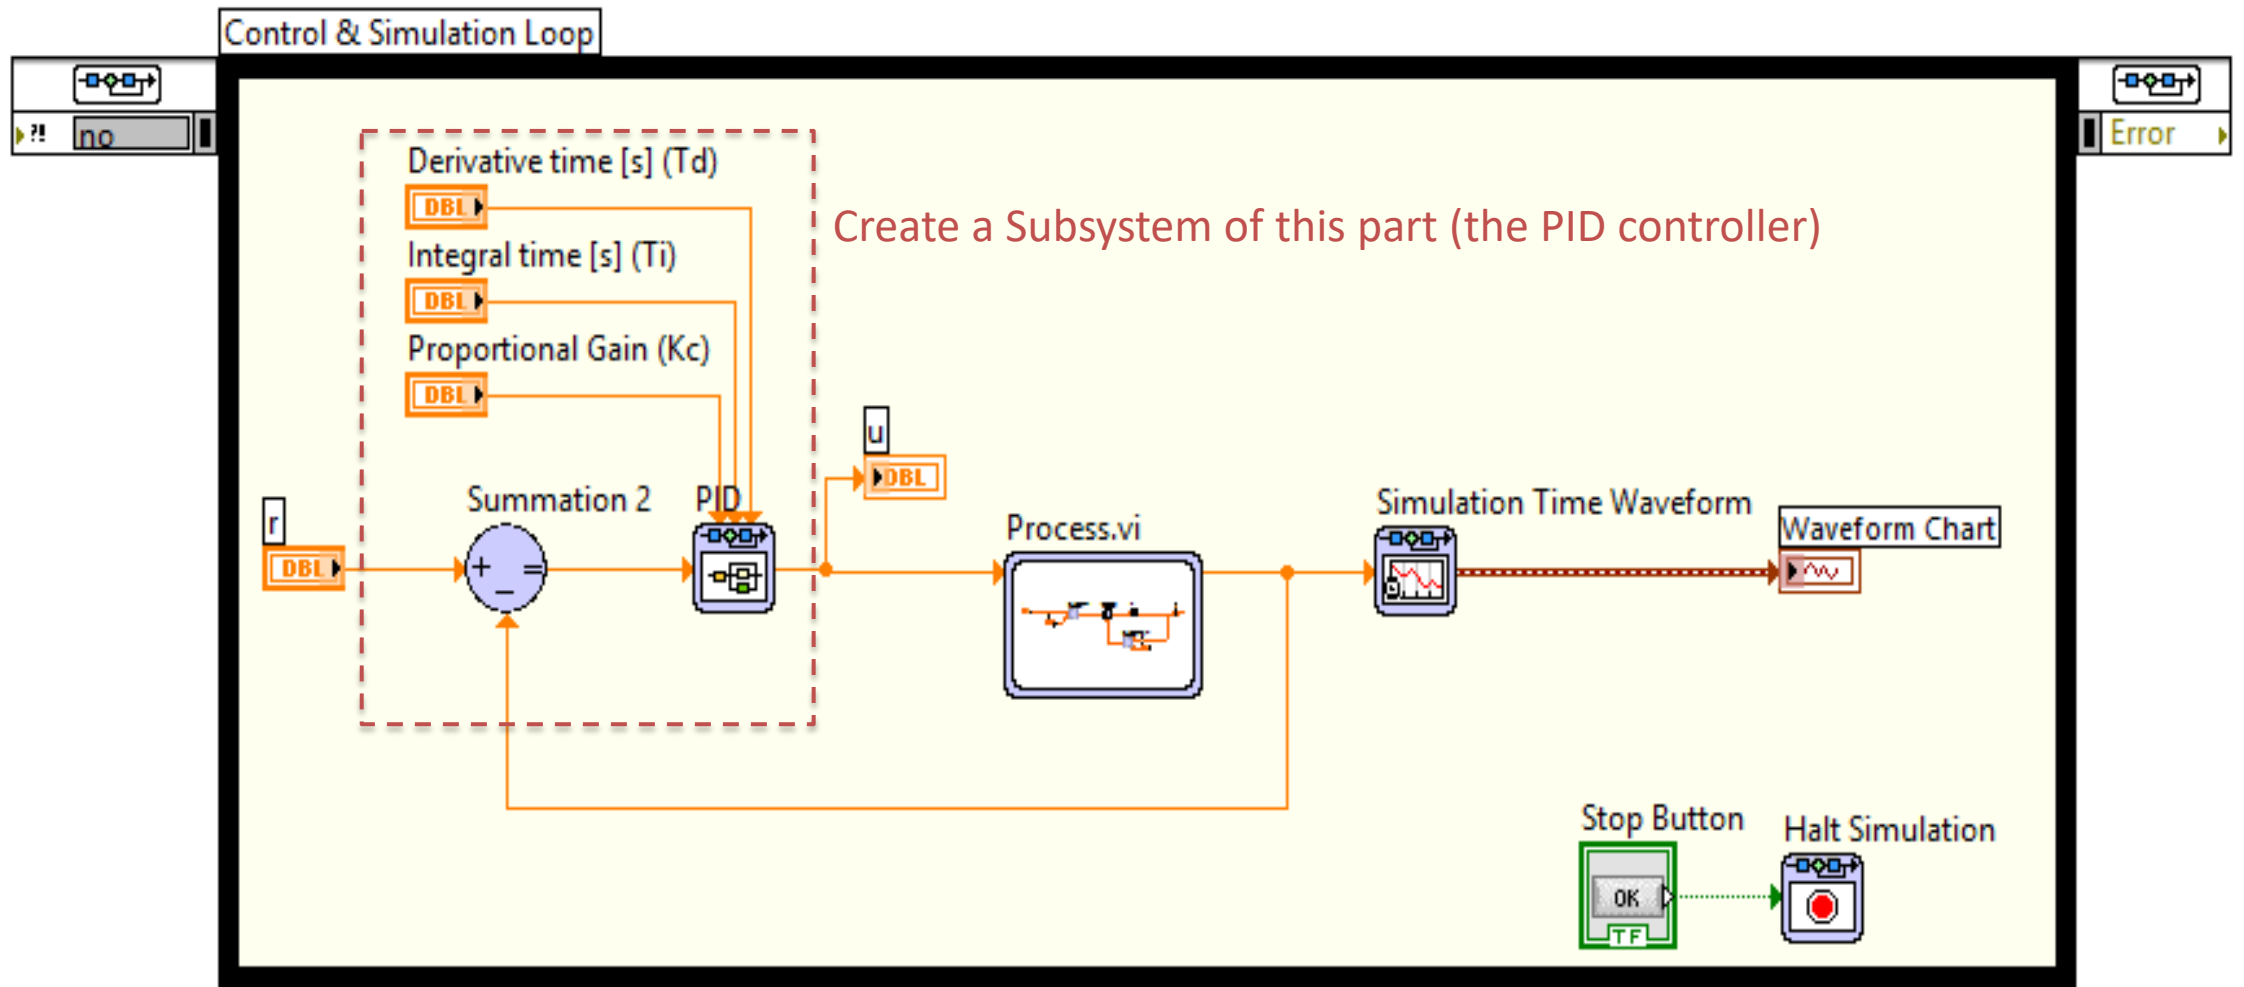 Control & Simulation Loop
?! no
Error
Derivative time [s] (Td)
DBL
Create a Subsystem of this part (the PID controller)
Integral time [s] (Ti)
DBL
Proportional Gain (Kc)
DBL
u
DBL
r
DBL
Summation 2
+ =
−
PID
Process.vi
Simulation Time Waveform
Waveform Chart
Stop Button
OK
TF
Halt Simulation